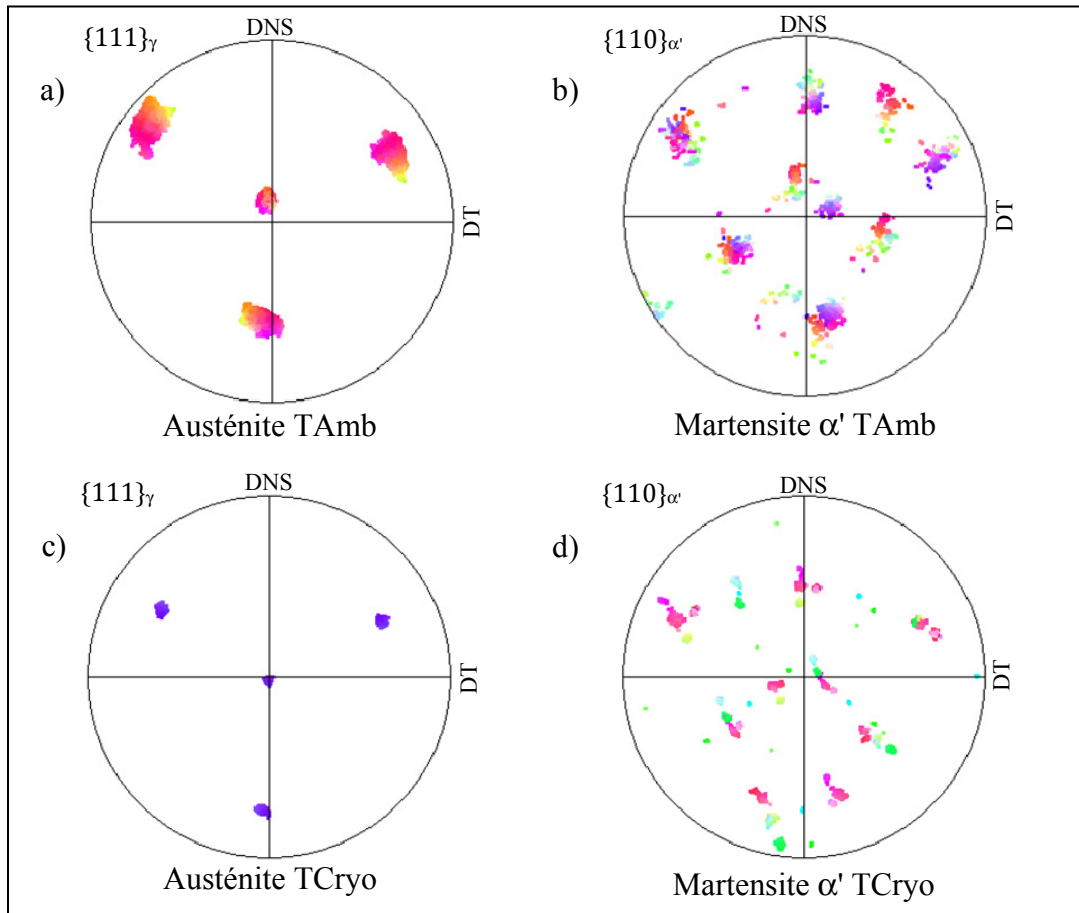 DNS
{111}γ
a)
DT
Austénite TAmb
DNS
{110}α'
b)
DT
Martensite α' TAmb
DNS
{111}γ
c)
DT
Austénite TCryo
DNS
{110}α'
d)
DT
Martensite α' TCryo